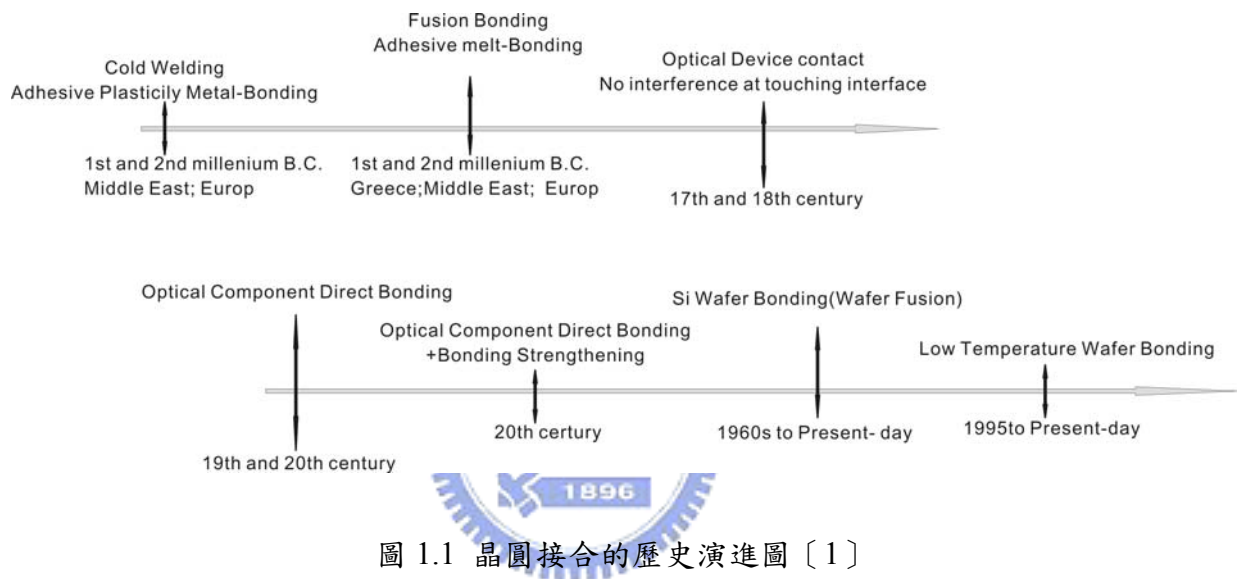 Fusion Bonding
Adhesive melt-Bonding
Cold Welding
Adhesive Plasticily Metal-Bonding
Optical Device contact
No interference at touching interface
1st and 2nd millenium B.C.
Middle East; Europ
1st and 2nd millenium B.C.
Greece;Middle East; Europ
17th and 18th century
Optical Component Direct Bonding
Optical Component Direct Bonding
+Bonding Strengthening
Si Wafer Bonding(Wafer Fusion)
Low Temperature Wafer Bonding
19th and 20th century
20th certury
1960s to Present- day
1995to Present-day
1896
圖 1.1 晶圓接合的歷史演進圖〔1〕